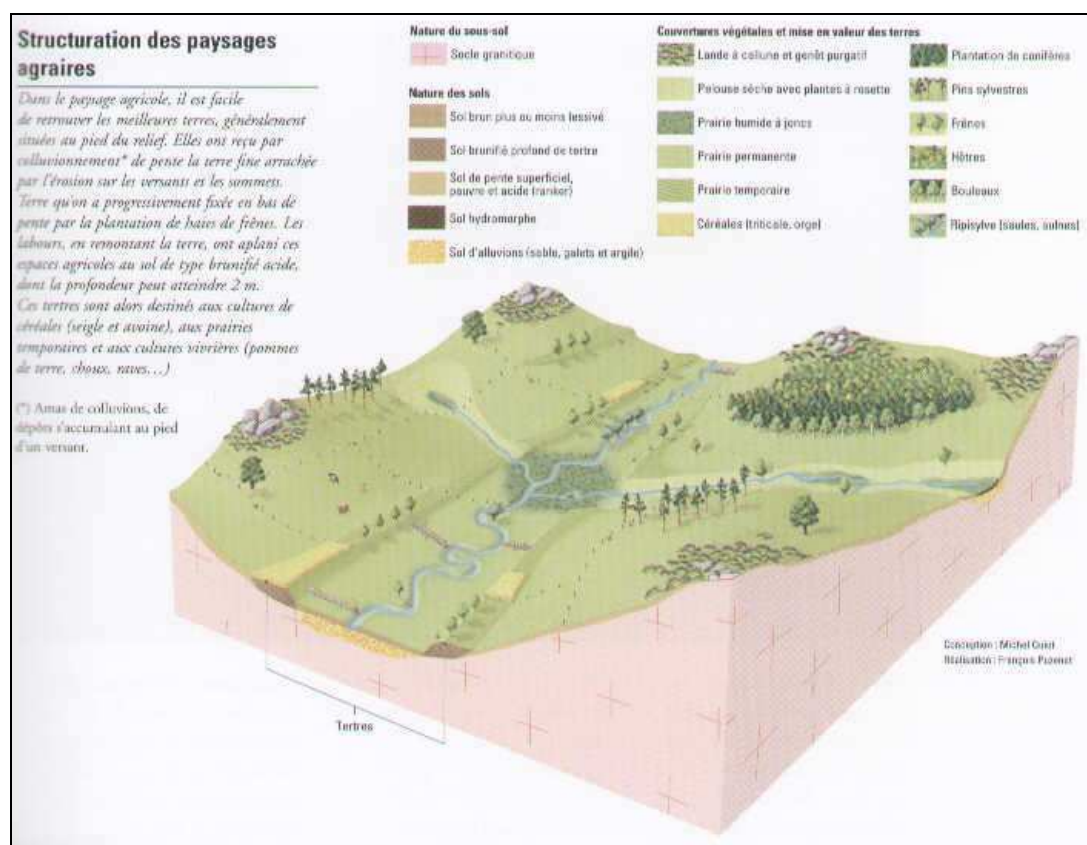 Structuration des paysages
agraires
Dans le paysage agricole, il est facile
de retrouver les meilleures terres, généralement
situées au pied du relief. Elles ont reçu par
colluvionnement* de pente la terre fine arrachée
par l'érosion sur les versants et les sommets.
Terre qu'on a progressivement fixée en bas de
pente par la plantation de haies de frênes. Les
labours, en remontant la terre, ont aplani ces
espaces agricoles au sol de type brunifié acide,
dont la profondeur peut atteindre 2 m.
Ces tertres sont alors destinés aux cultures de
céréales (seigle et avoine), aux prairies
temporaires et aux cultures vivrières (pommes
de terre, choux, raves…)
(*) Amas de colluvions, de
dépôts s'accumulant au pied
d'un versant.
Nature du sous-sol
Socle granitique
Nature des sols
Sol brun plus ou moins lessivé
Sol brunifié profond de tertre
Sol de pente superficiel,
pauvre et acide (ranker)
Sol hydromorphe
Sol d'alluvions (sable, galets et argile)
Couvertures végétales et mise en valeur des terres
Lande à callune et genêt purgatif
Pelouse sèche avec plantes à rosette
Prairie humide à joncs
Prairie permanente
Prairie temporaire
Céréales (triticale, orge)
Plantation de conifères
Pins sylvestres
Frênes
Hêtres
Bouleaux
Ripisylve (saules, aulnes)
Tertres
Conception : Michel
Réalisation : François